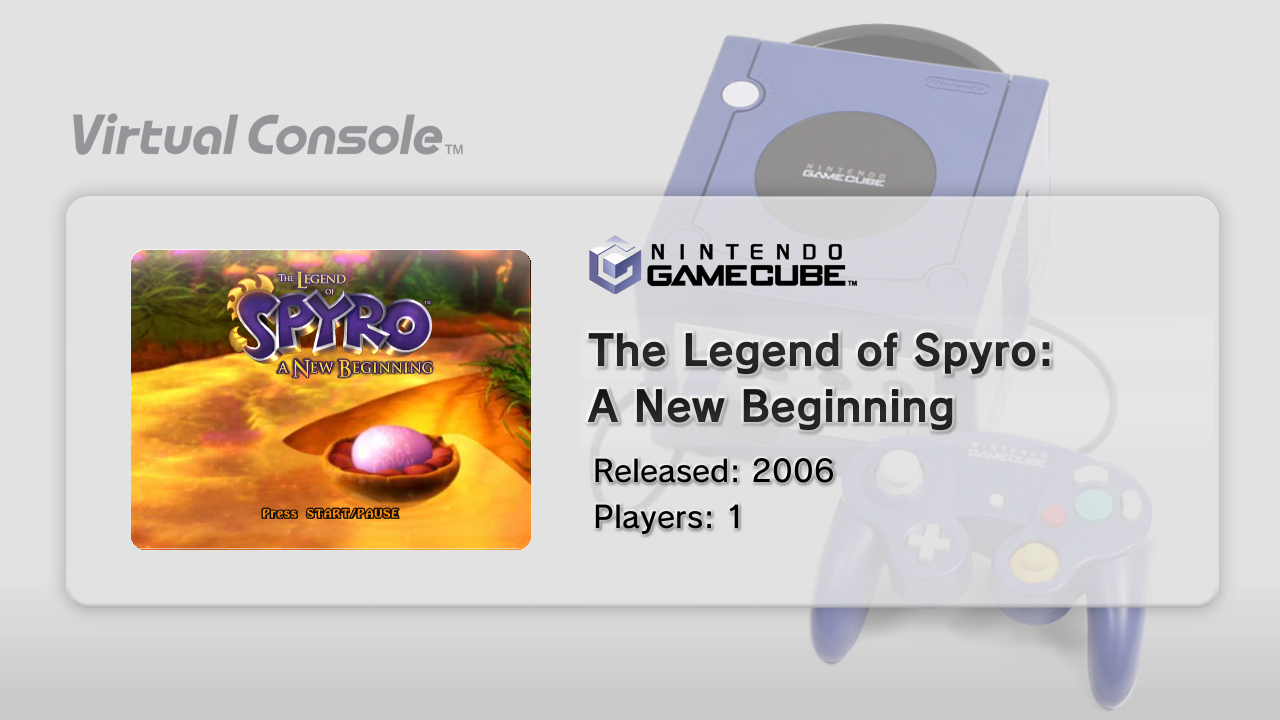 Virtual Console™
Nintendo
NINTENDO
GAMECUBE
NINTENDO
GAMECUBE™
THE LEGEND
OF
SPYRO™
A NEW BEGINNING
Press START/PAUSE
The Legend of Spyro:
A New Beginning
Released: 2006
Players: 1
NINTENDO
GAMECUBE